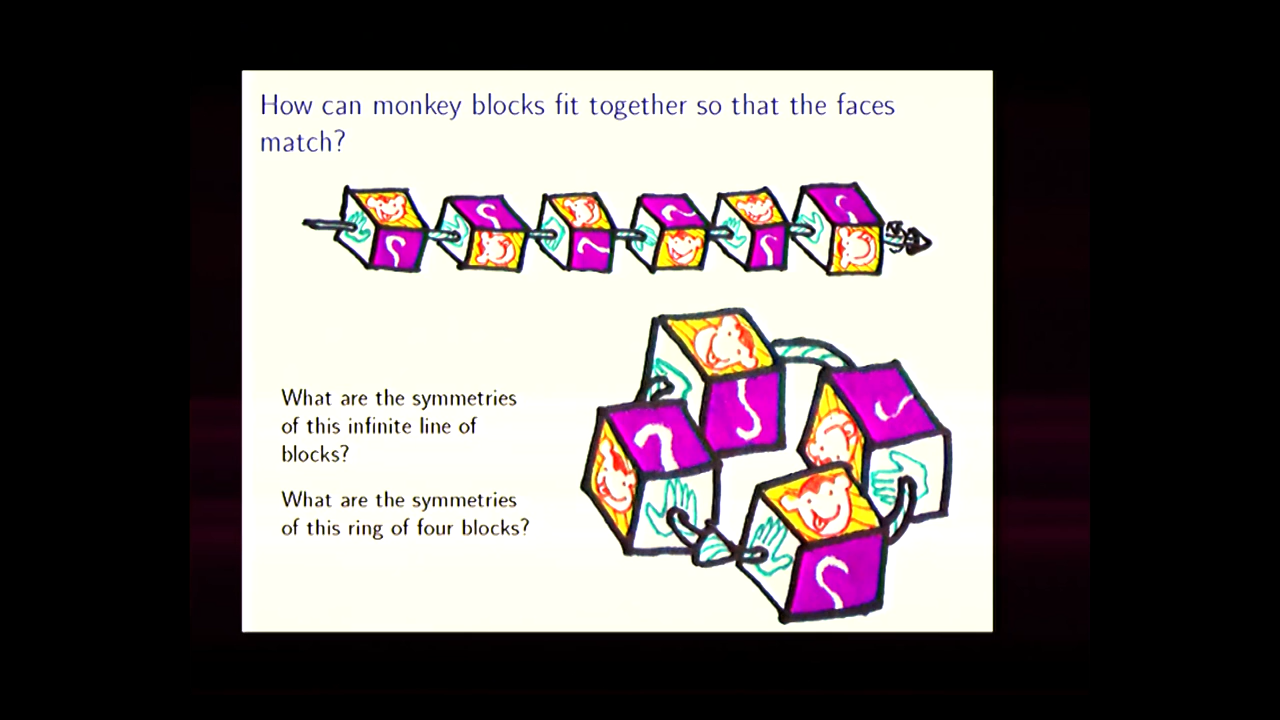 How can monkey blocks fit together so that the faces
match?
What are the symmetries
of this infinite line of
blocks?
What are the symmetries
of this ring of four blocks?